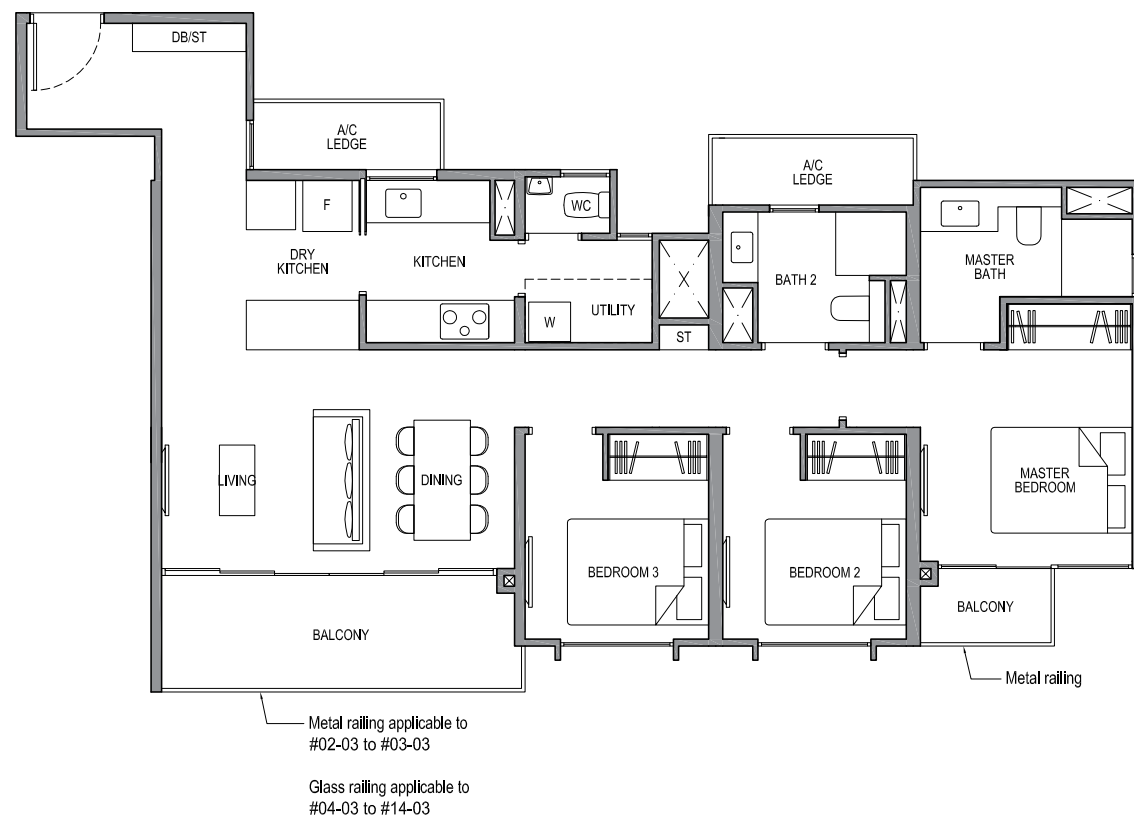 DB/ST
A/C
LEDGE
A/C
LEDGE
F
WC
DRY
KITCHEN
KITCHEN
BATH 2
MASTER
BATH
W
UTILITY
ST
LIVING
DINING
MASTER
BEDROOM
BEDROOM 3
BEDROOM 2
BALCONY
BALCONY
Metal railing
Metal railing applicable to
#02-03 to #03-03
Glass railing applicable to
#04-03 to #14-03